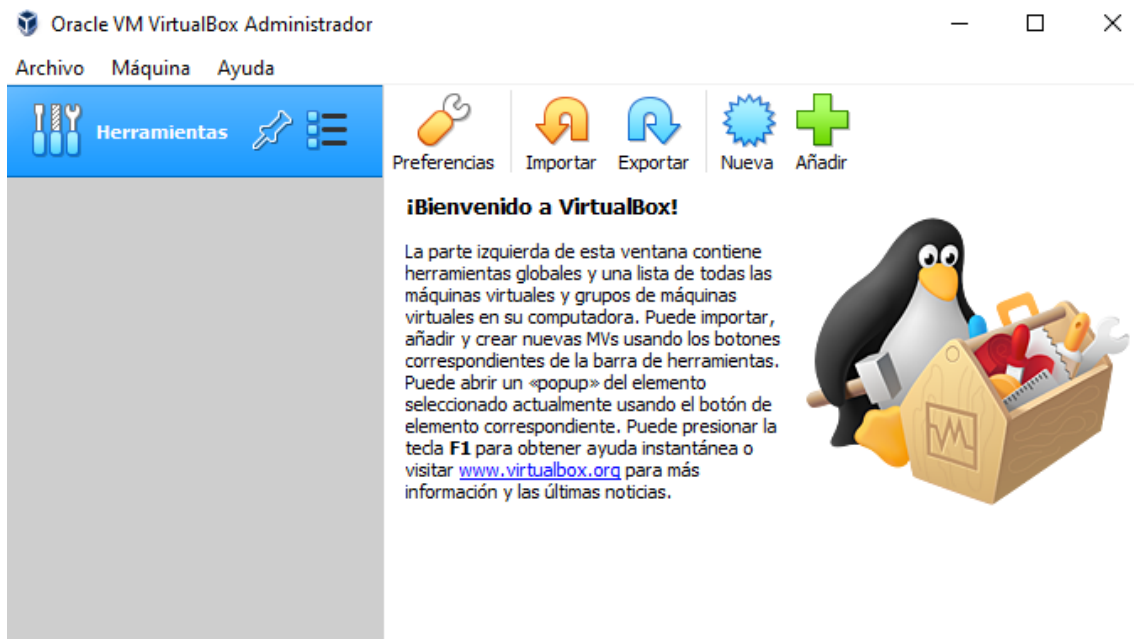 Oracle VM VirtualBox Administrador
Archivo Máquina Ayuda
Herramientas
Preferencias Importar Exportar Nueva Añadir
¡Bienvenido a VirtualBox!
La parte izquierda de esta ventana contiene
herramientas globales y una lista de todas las
máquinas virtuales y grupos de máquinas
virtuales en su computadora. Puede importar,
añadir y crear nuevas MVs usando los botones
correspondientes de la barra de herramientas.
Puede abrir un «popup» del elemento
seleccionado actualmente usando el botón de
elemento correspondiente. Puede presionar la
tecla F1 para obtener ayuda instantánea o
visitar www.virtualbox.org para más
información y las últimas noticias.